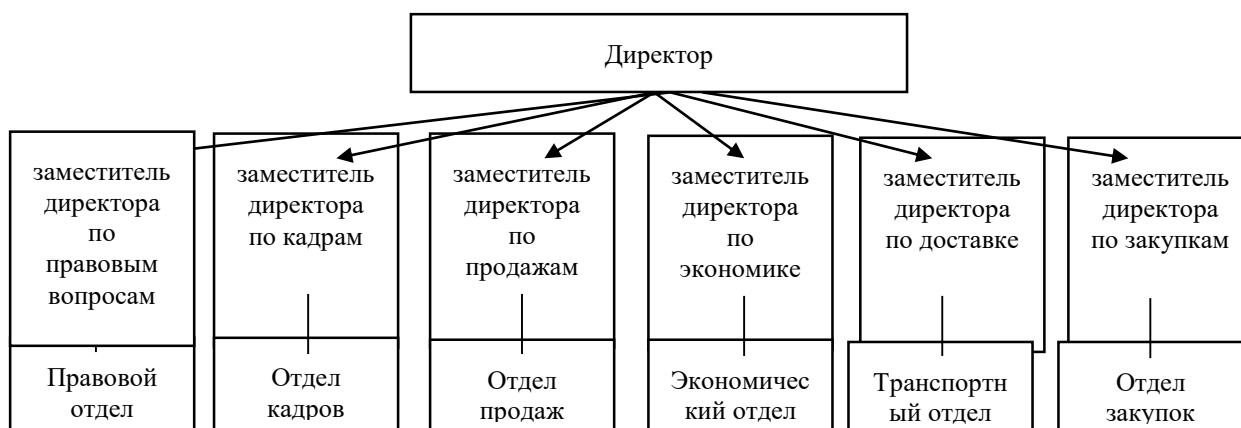 Директор
заместитель
директора
по
правовым
вопросам
заместитель
директора
по кадрам
заместитель
директора
по
продажам
заместитель
директора
по
экономике
заместитель
директора
по доставке
заместитель
директора
по закупкам
Правовой
отдел
Отдел
кадров
Отдел
продаж
Экономичес
кий отдел
Транспортн
ый отдел
Отдел
закупок